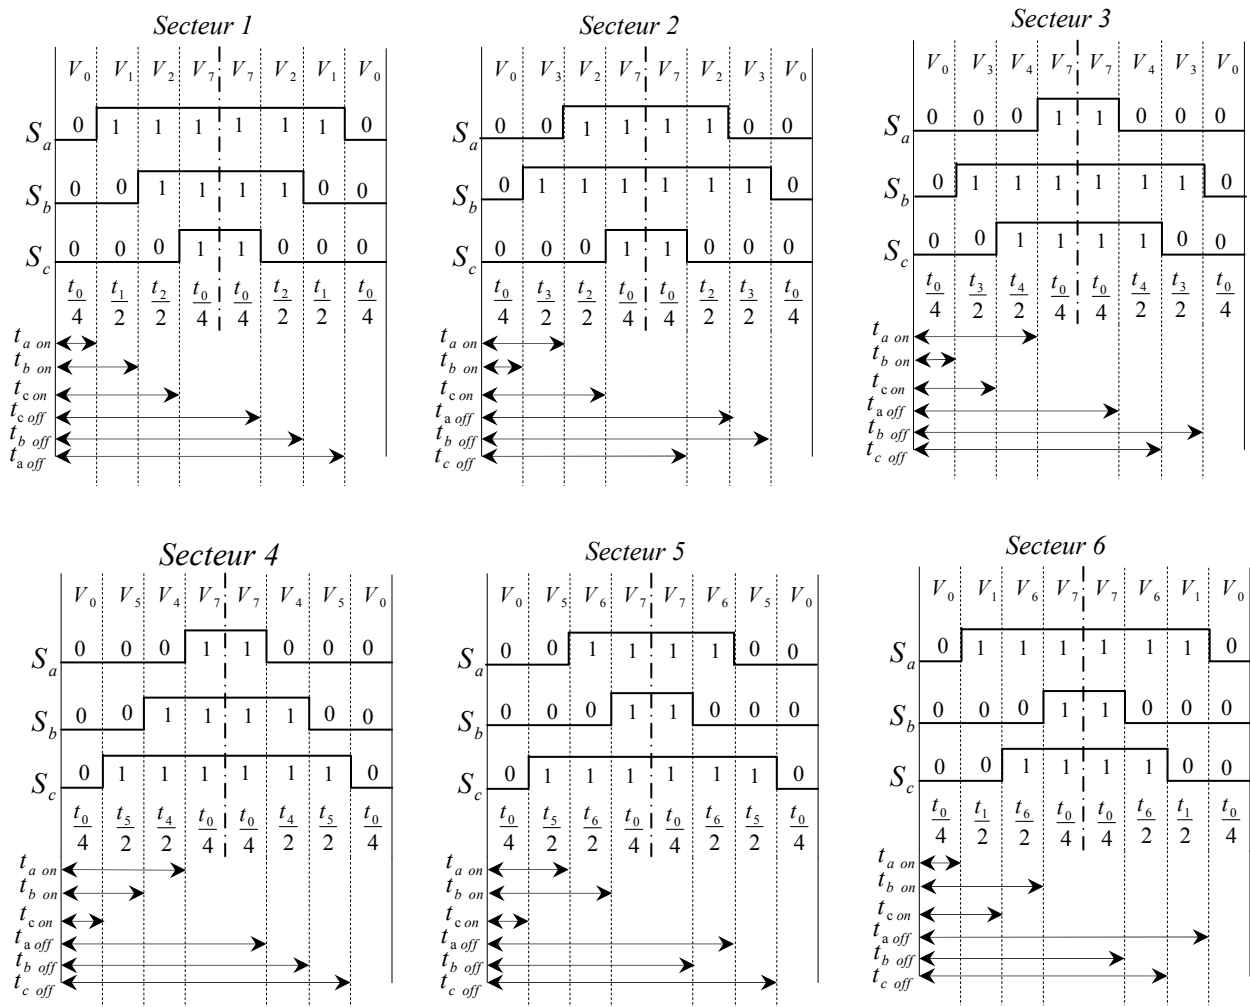 Secteur 1
V0 V1 V2 V7 V7 V2 V1 V0
Sa 0 1 1 1 1 1 1 0
Sb 0 0 1 1 1 1 0 0
Sc 0 0 0 1 1 0 0 0
t0/4 t1/2 t2/2 t0/4 t0/4 t2/2 t1/2 t0/4
ta on
tb on
tc on
tc off
tb off
ta off
Secteur 2
V0 V3 V2 V7 V7 V2 V3 V0
Sa 0 0 1 1 1 1 0 0
Sb 0 1 1 1 1 1 1 0
Sc 0 0 0 1 1 0 0 0
t0/4 t3/2 t2/2 t0/4 t0/4 t2/2 t3/2 t0/4
ta on
tb on
tc on
ta off
tb off
tc off
Secteur 3
V0 V3 V4 V7 V7 V4 V3 V0
Sa 0 0 0 1 1 0 0 0
Sb 0 1 1 1 1 1 1 0
Sc 0 0 1 1 1 1 0 0
t0/4 t3/2 t4/2 t0/4 t0/4 t4/2 t3/2 t0/4
ta on
tb on
tc on
ta off
tb off
tc off
Secteur 4
V0 V5 V4 V7 V7 V4 V5 V0
Sa 0 0 0 1 1 0 0 0
Sb 0 0 1 1 1 1 0 0
Sc 0 1 1 1 1 1 1 0
t0/4 t5/2 t4/2 t0/4 t0/4 t4/2 t5/2 t0/4
ta on
tb on
tc on
ta off
tb off
tc off
Secteur 5
V0 V5 V6 V7 V7 V6 V5 V0
Sa 0 0 1 1 1 1 0 0
Sb 0 0 0 1 1 0 0 0
Sc 0 1 1 1 1 1 1 0
t0/4 t5/2 t6/2 t0/4 t0/4 t6/2 t5/2 t0/4
ta on
tb on
tc on
ta off
tb off
tc off
Secteur 6
V0 V1 V6 V7 V7 V6 V1 V0
Sa 0 1 1 1 1 1 1 0
Sb 0 0 0 1 1 0 0 0
Sc 0 0 1 1 1 1 0 0
t0/4 t1/2 t6/2 t0/4 t0/4 t6/2 t1/2 t0/4
ta on
tb on
tc on
ta off
tb off
tc off